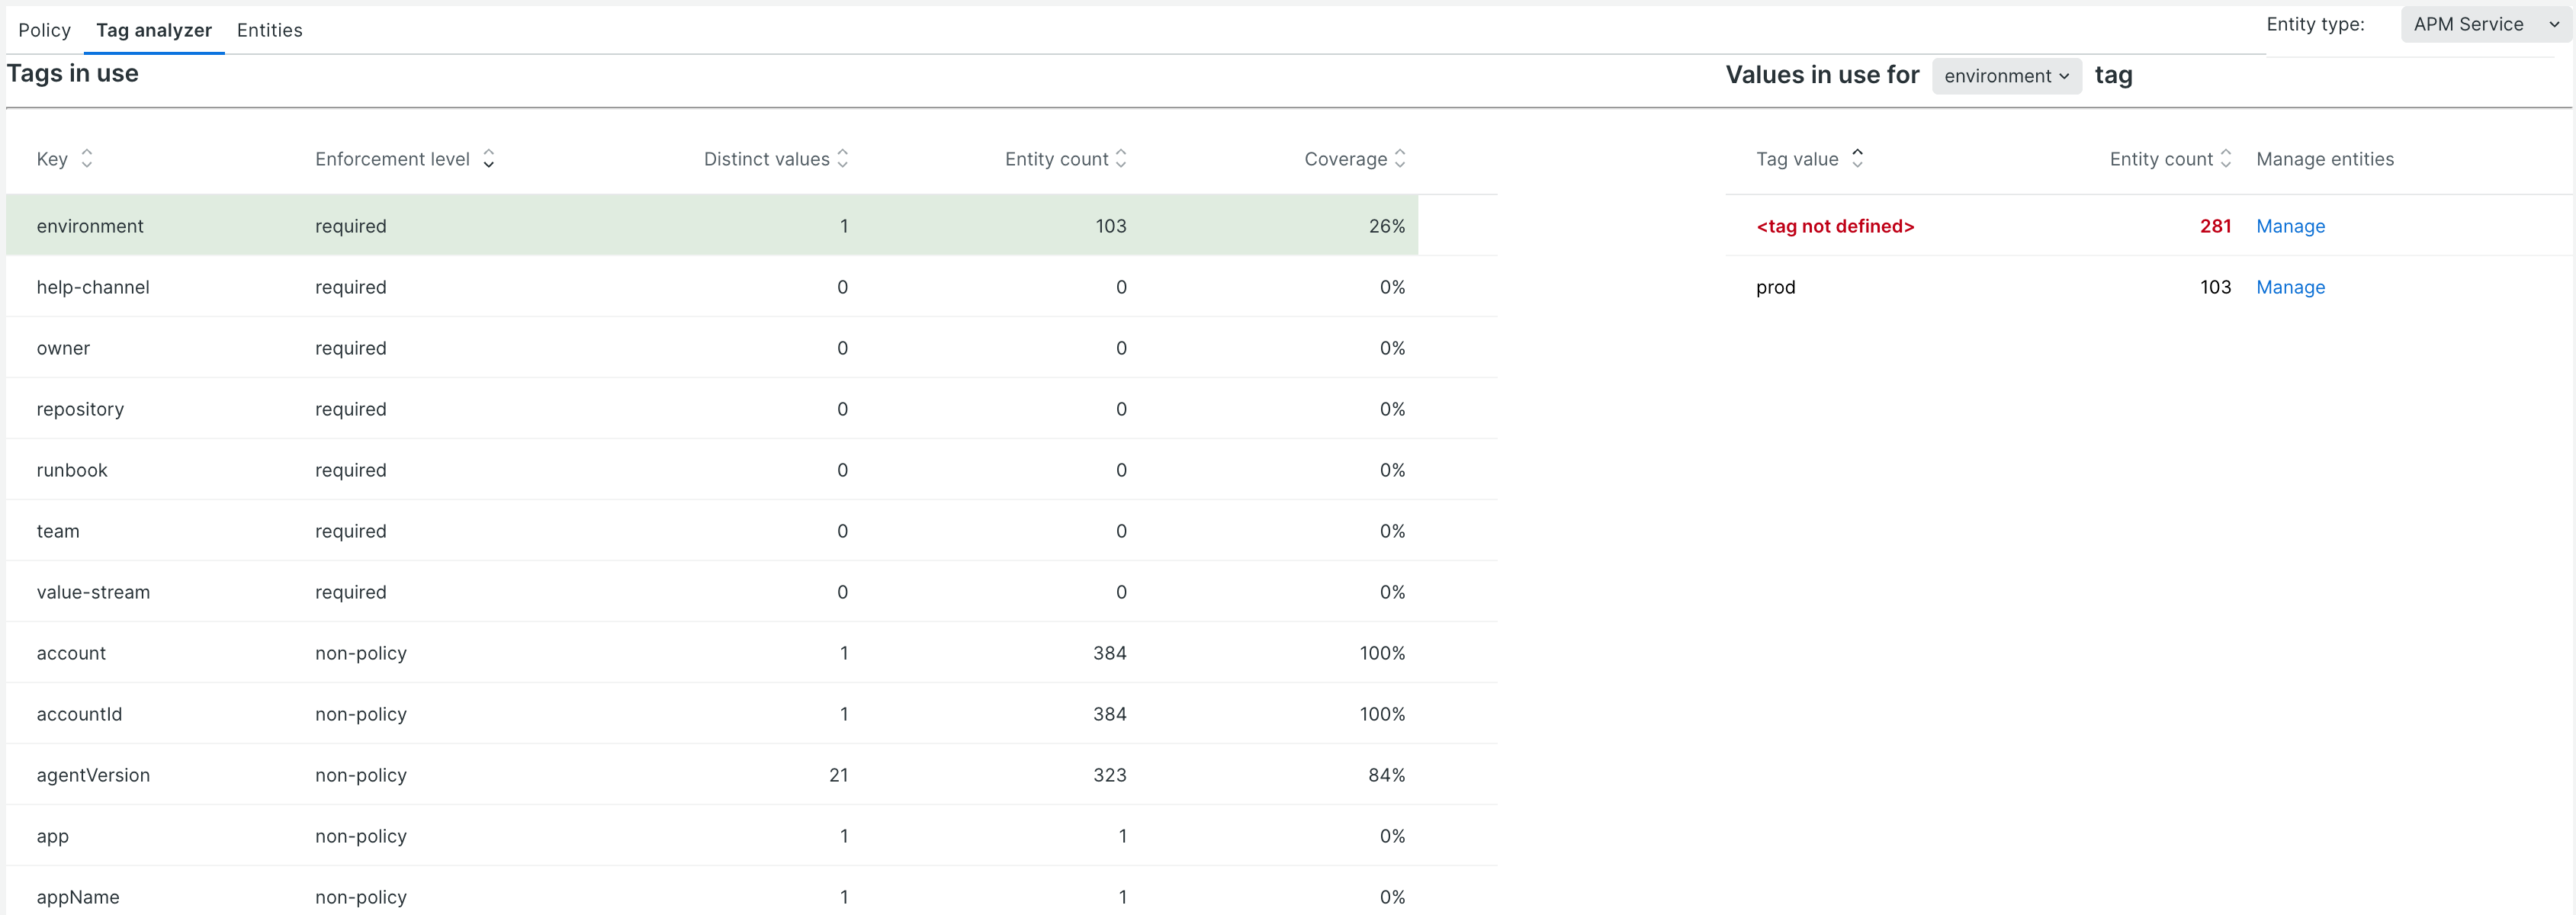 Policy Tag analyzer Entities Entity type: APM Service
Tags in use Values in use for environment tag
Key Enforcement level Distinct values Entity count Coverage Tag value Entity count Manage entities
environment required 1 103 26% <tag not defined> 281 Manage
help-channel required 0 0 0% prod 103 Manage
owner required 0 0 0%
repository required 0 0 0%
runbook required 0 0 0%
team required 0 0 0%
value-stream required 0 0 0%
account non-policy 1 384 100%
accountId non-policy 1 384 100%
agentVersion non-policy 21 323 84%
app non-policy 1 1 0%
appName non-policy 1 1 0%